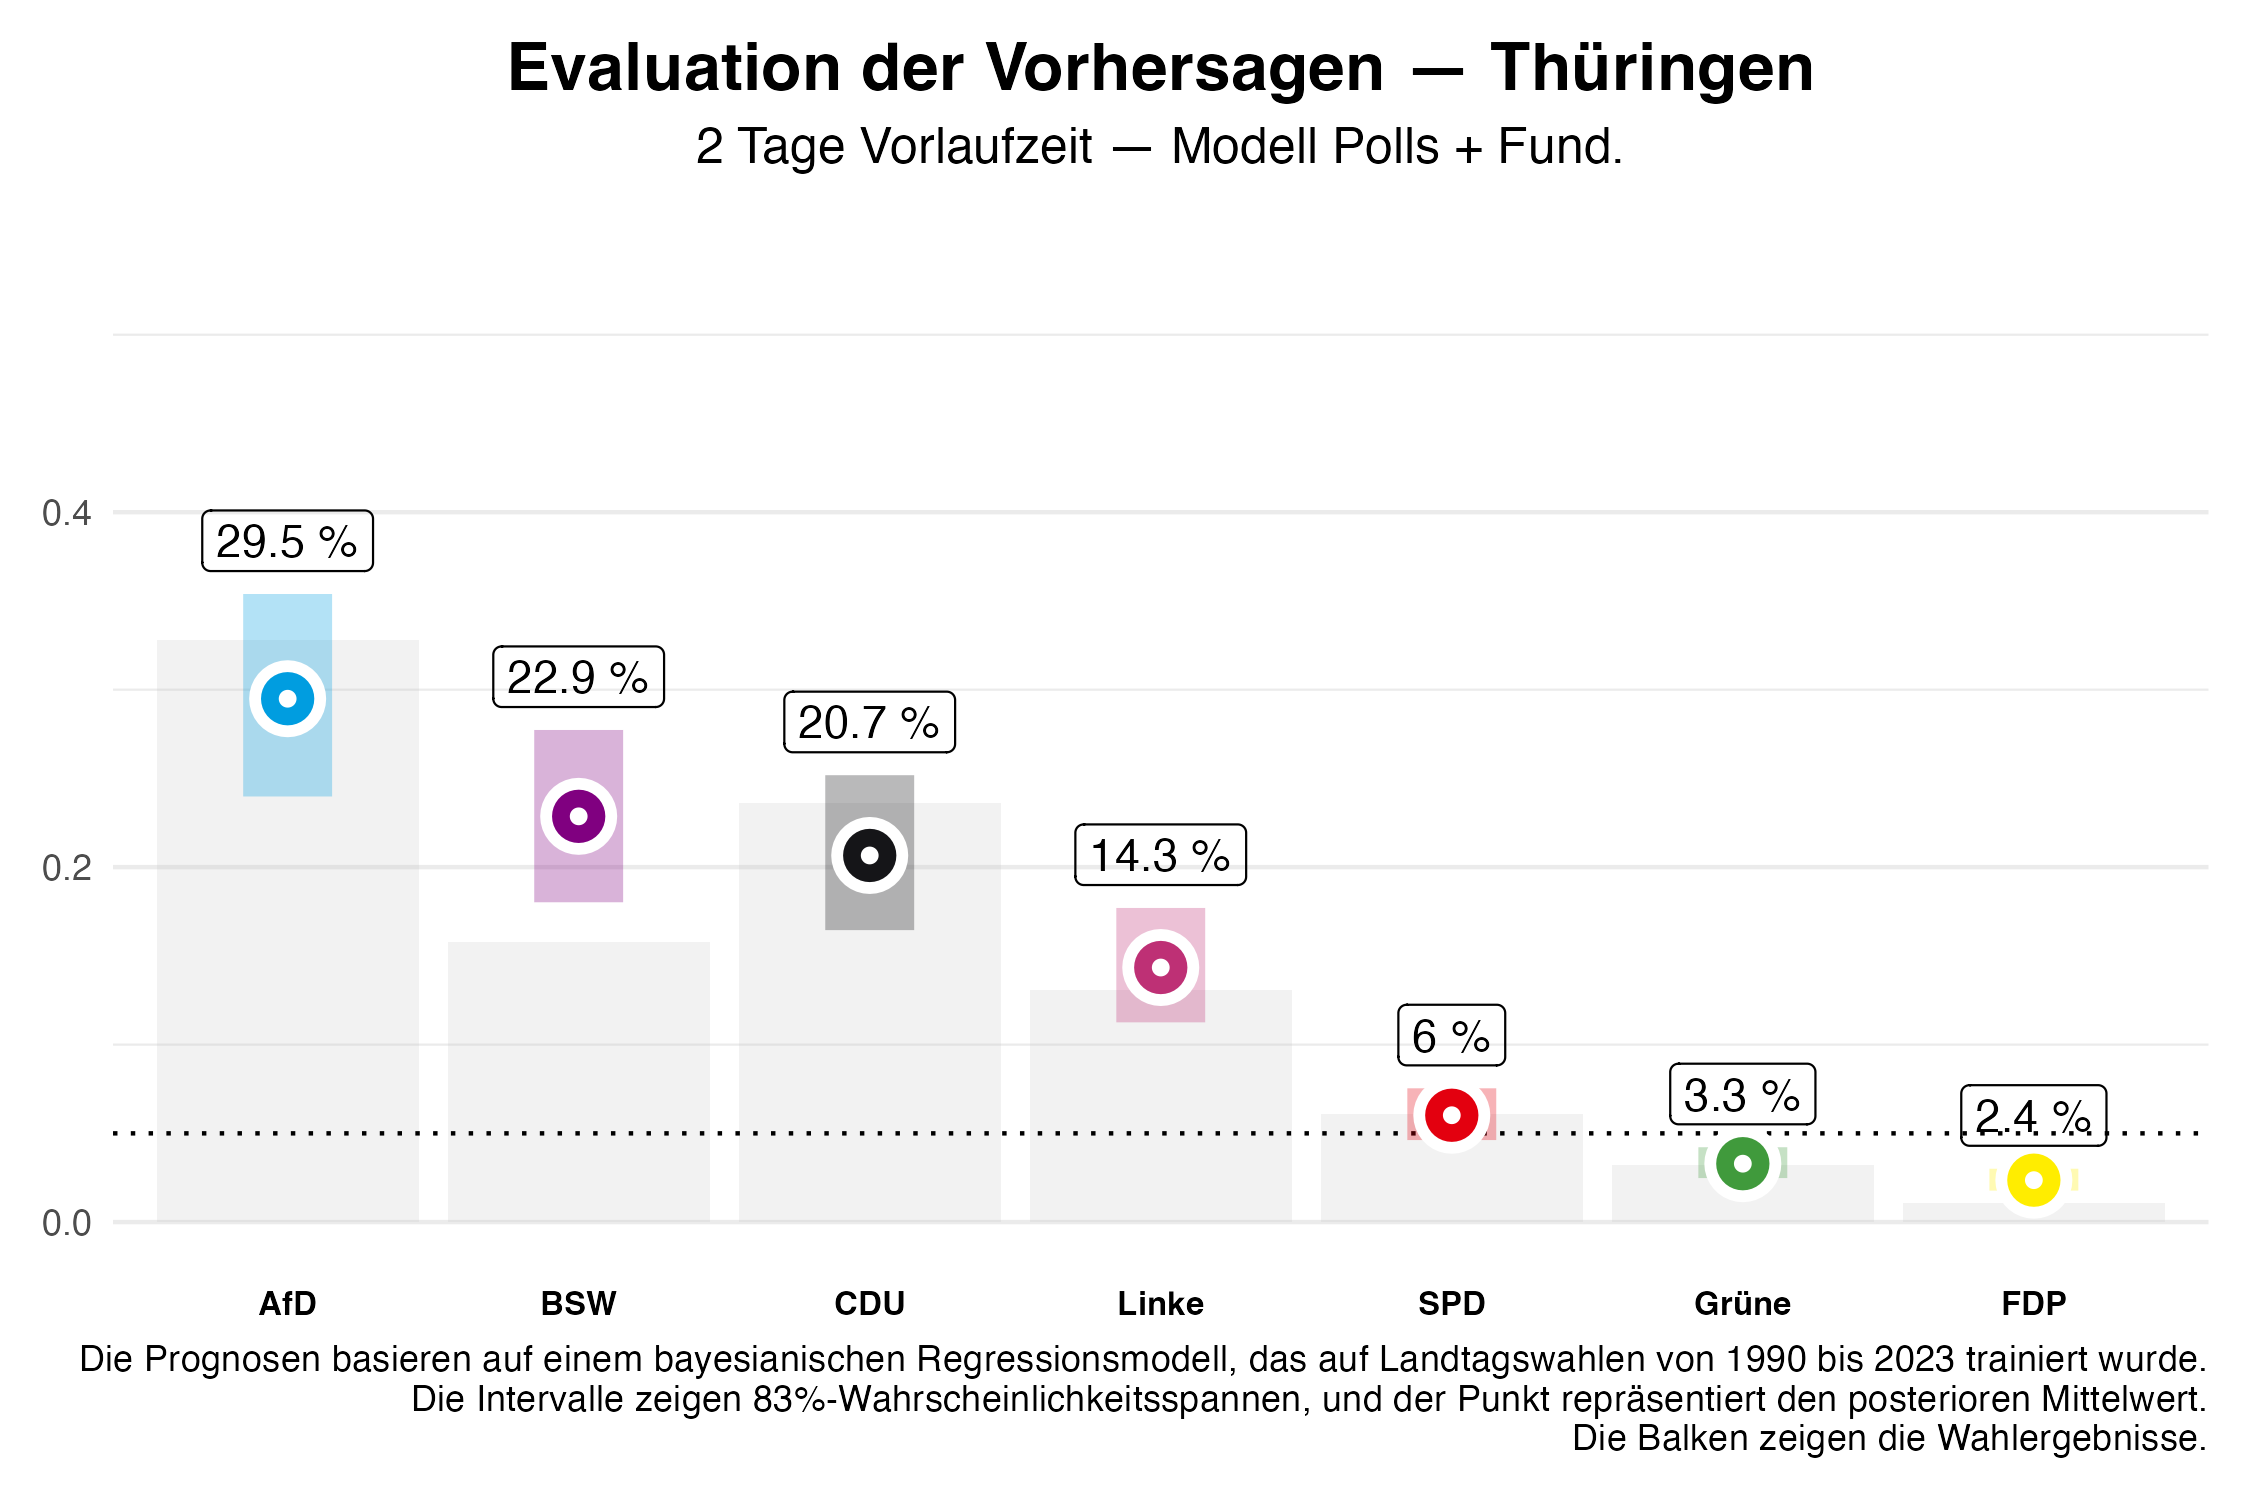 Evaluation der Vorhersagen — Thüringen
2 Tage Vorlaufzeit — Modell Polls + Fund.
0.4
29.5 %
22.9 %
20.7 %
0.2
14.3 %
6 %
3.3 %
2.4 %
0.0
AfD BSW CDU Linke SPD Grüne FDP
Die Prognosen basieren auf einem bayesianischen Regressionsmodell, das auf Landtagswahlen von 1990 bis 2023 trainiert wurde.
Die Intervalle zeigen 83%-Wahrscheinlichkeitsspannen, und der Punkt repräsentiert den posterioren Mittelwert.
Die Balken zeigen die Wahlergebnisse.